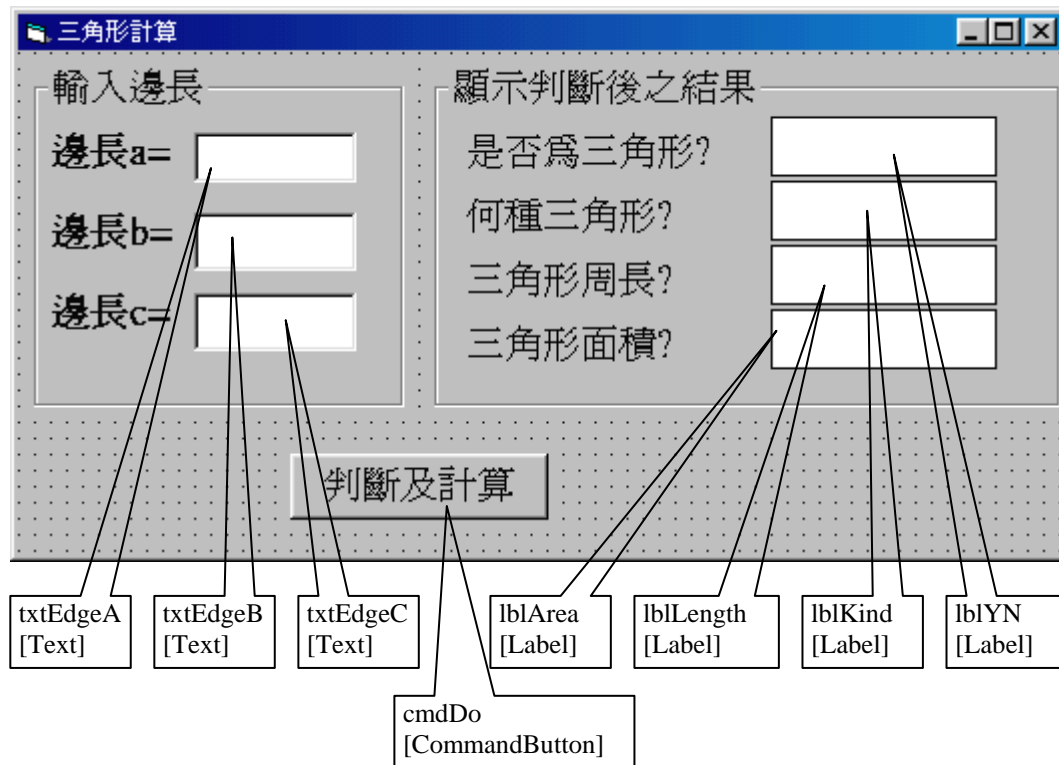 三角形計算
輸入邊長
邊長a=
邊長b=
邊長c=
顯示判斷後之結果
是否為三角形?
何種三角形?
三角形周長?
三角形面積?
判斷及計算
txtEdgeA
[Text]
txtEdgeB
[Text]
txtEdgeC
[Text]
lblArea
[Label]
lblLength
[Label]
lblKind
[Label]
lblYN
[Label]
cmdDo
[CommandButton]